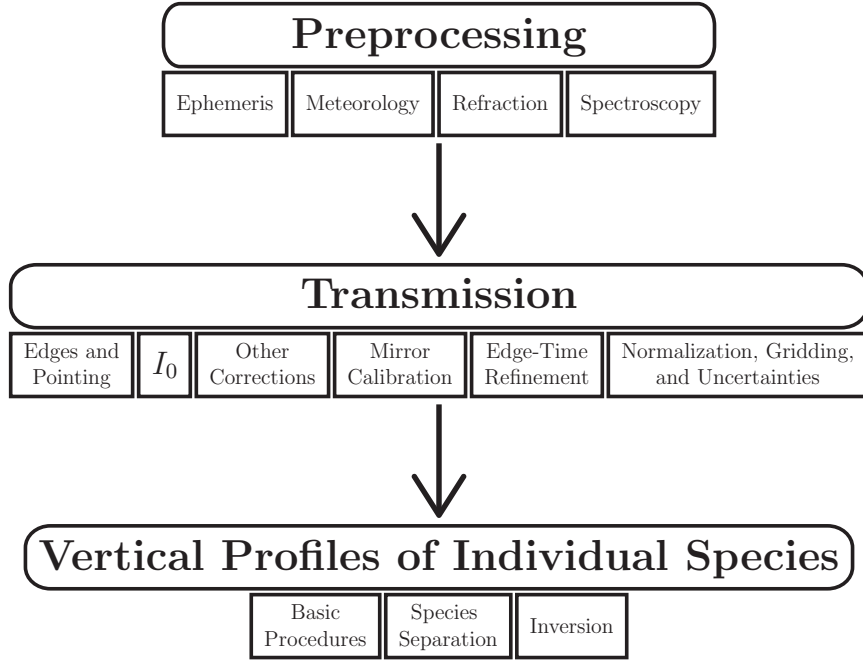 Preprocessing
Ephemeris
Meteorology
Refraction
Spectroscopy
Transmission
Edges and
Pointing
I₀
Other
Corrections
Mirror
Calibration
Edge-Time
Refinement
Normalization, Gridding,
and Uncertainties
Vertical Profiles of Individual Species
Basic
Procedures
Species
Separation
Inversion